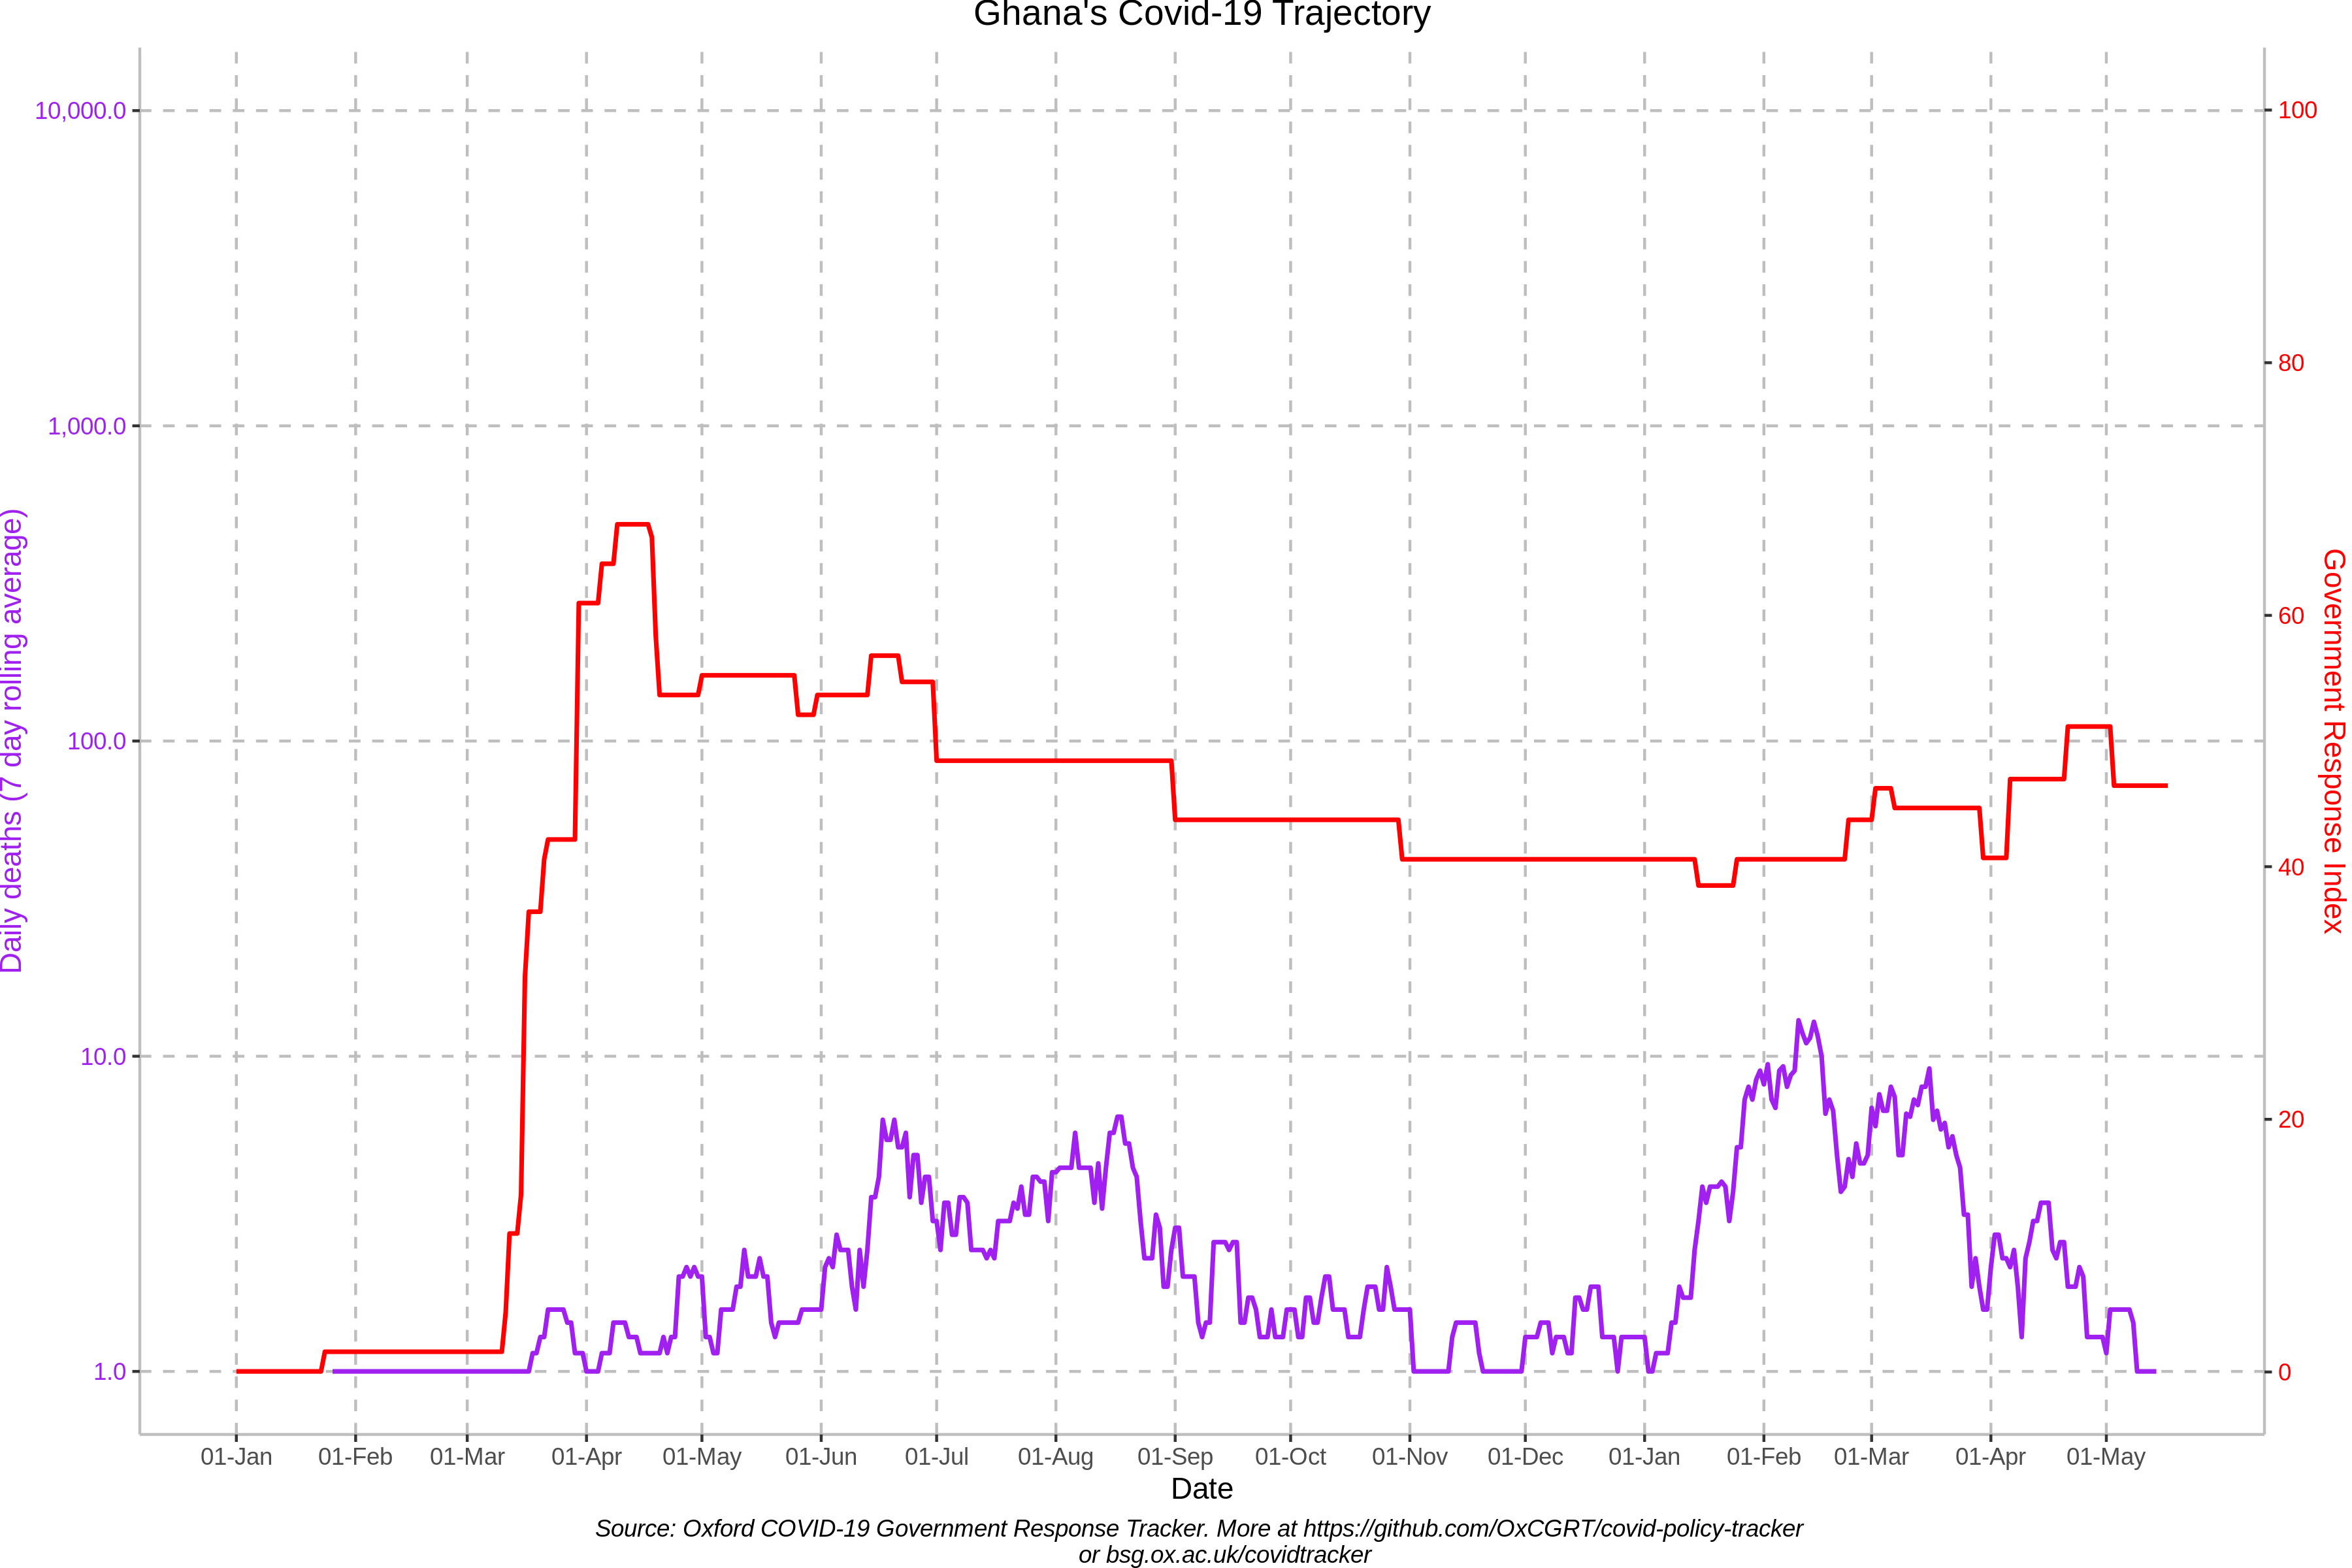 Ghana's Covid-19 Trajectory
10,000.0
1,000.0
100.0
10.0
1.0
Daily deaths (7 day rolling average)
100
80
60
40
20
0
Government Response Index
01-Jan 01-Feb 01-Mar 01-Apr 01-May 01-Jun 01-Jul 01-Aug 01-Sep 01-Oct 01-Nov 01-Dec 01-Jan 01-Feb 01-Mar 01-Apr 01-May
Date
Source: Oxford COVID-19 Government Response Tracker. More at https://github.com/OxCGRT/covid-policy-tracker
or bsg.ox.ac.uk/covidtracker